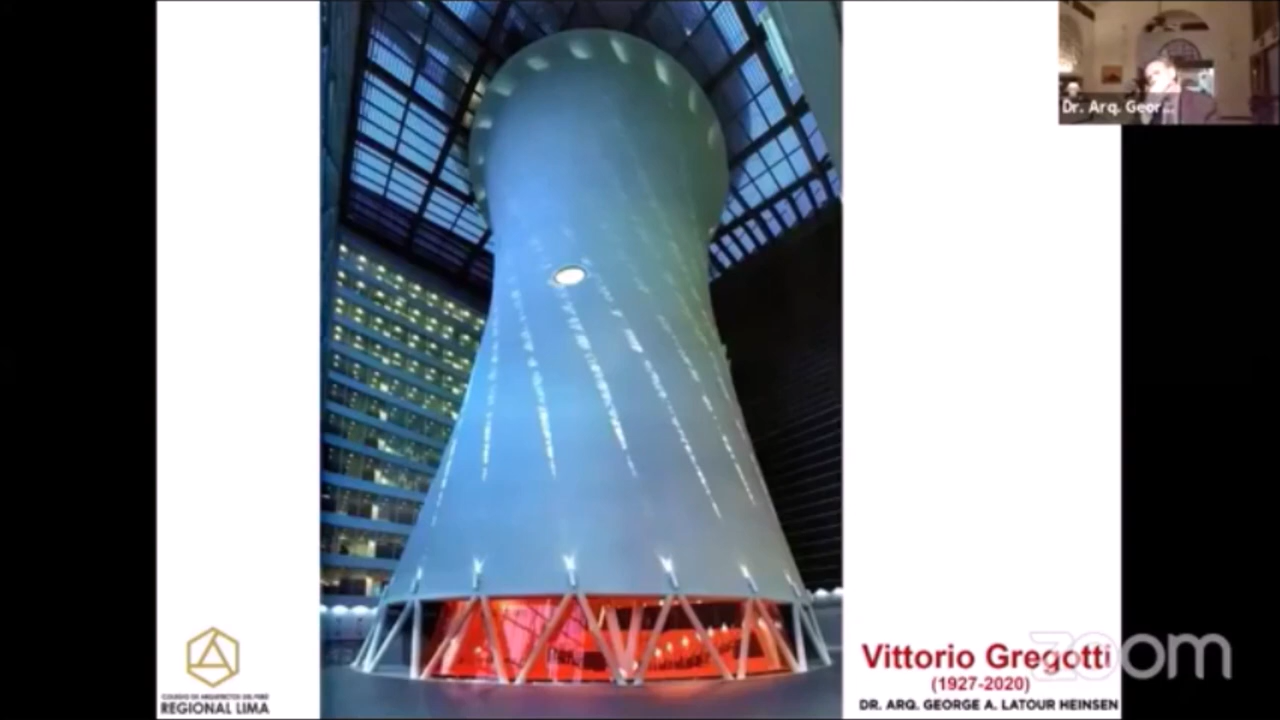 Dr. Arq. Geor...
COLEGIO DE ARQUITECTOS DEL PERÚ
REGIONAL LIMA
Vittorio Gregotti
(1927-2020)
DR. ARQ. GEORGE A. LATOUR HEINSEN
zoom